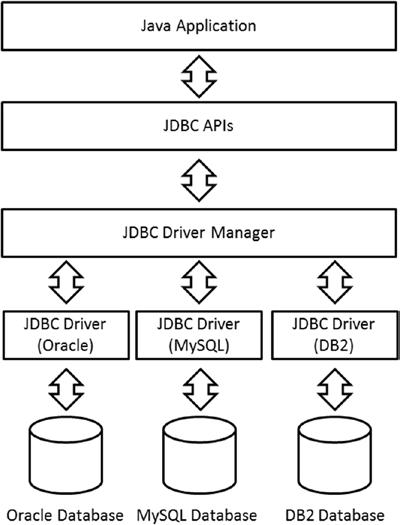 Java Application
JDBC APIs
JDBC Driver Manager
JDBC Driver
(Oracle)
JDBC Driver
(MySQL)
JDBC Driver
(DB2)
Oracle Database
MySQL Database
DB2 Database